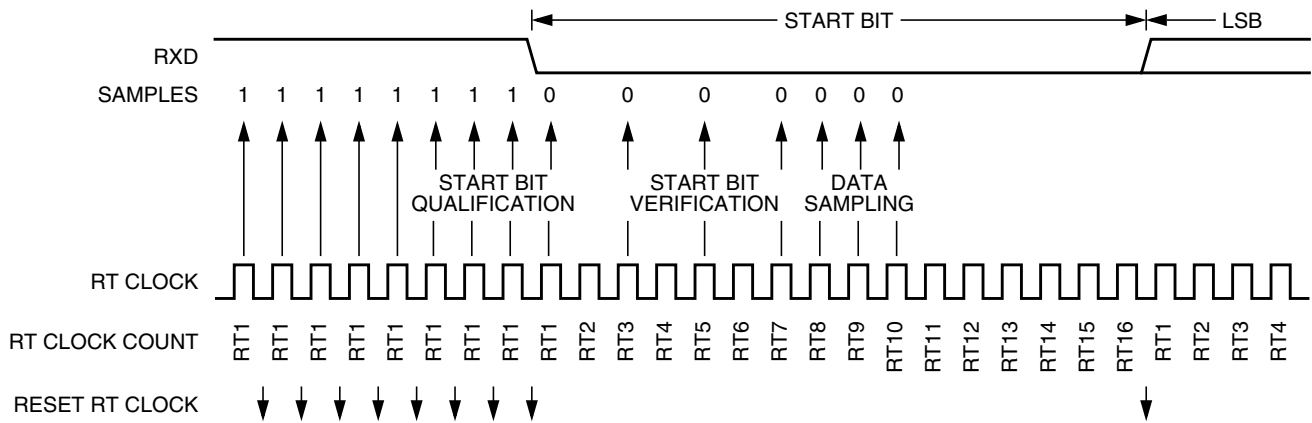 START BIT LSB
RXD
SAMPLES 1 1 1 1 1 1 1 1 0 0 0 0 0 0 0
START BIT QUALIFICATION
START BIT VERIFICATION
DATA SAMPLING
RT CLOCK
RT CLOCK COUNT RT1 RT1 RT1 RT1 RT1 RT1 RT1 RT1 RT1 RT2 RT3 RT4 RT5 RT6 RT7 RT8 RT9 RT10 RT11 RT12 RT13 RT14 RT15 RT16 RT1 RT2 RT3 RT4
RESET RT CLOCK